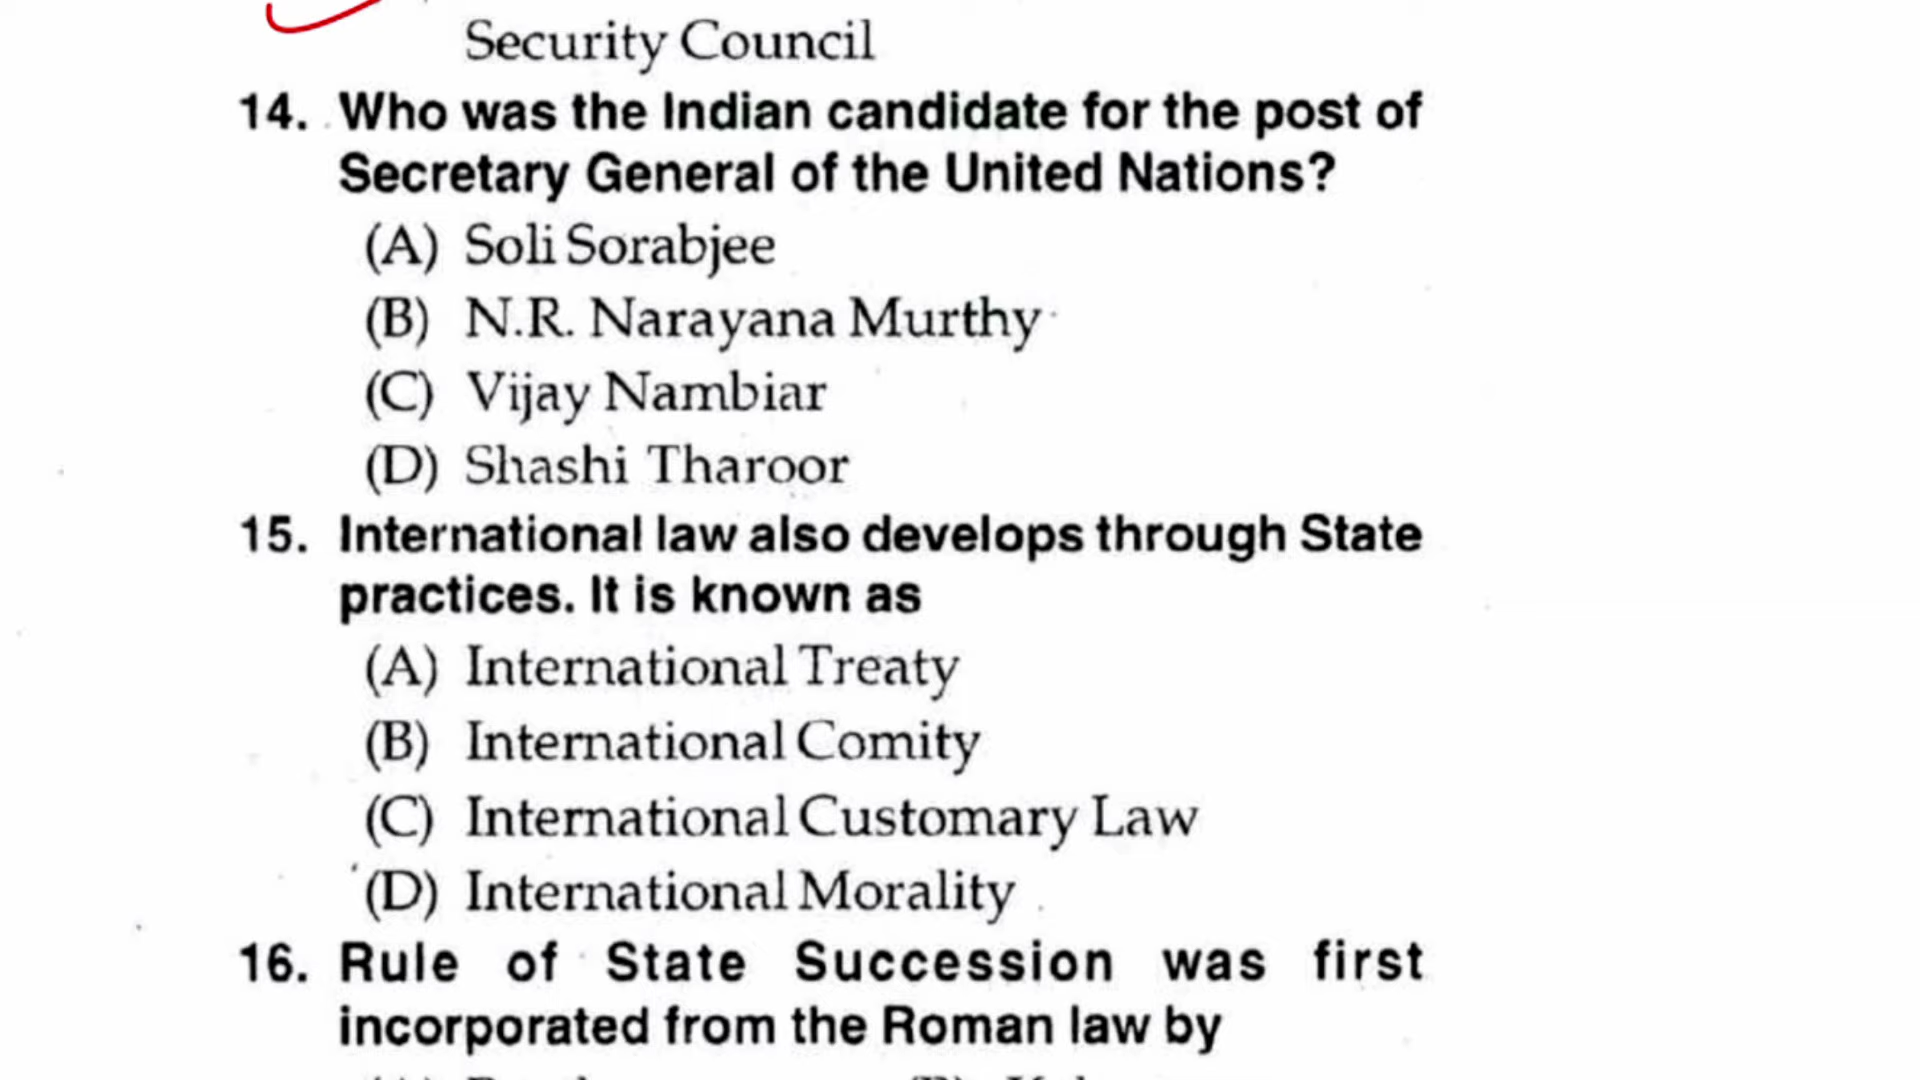 Security Council
14. Who was the Indian candidate for the post of
Secretary General of the United Nations?
(A) Soli Sorabjee
(B) N.R. Narayana Murthy
(C) Vijay Nambiar
(D) Shashi Tharoor
15. International law also develops through State
practices. It is known as
(A) International Treaty
(B) International Comity
(C) International Customary Law
(D) International Morality
16. Rule of State Succession was first
incorporated from the Roman law by